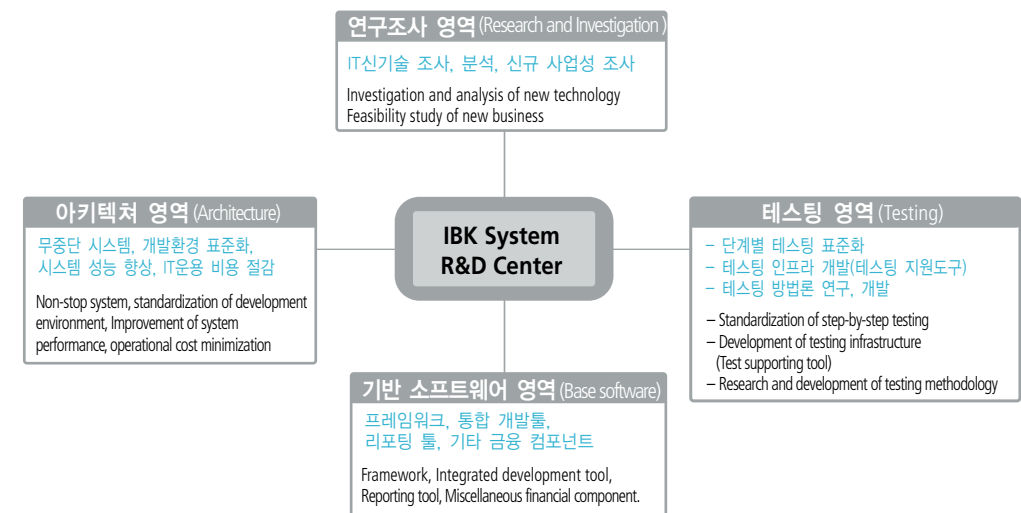 연구조사 영역(Research and Investigation)
IT신기술 조사, 분석, 신규 사업성 조사
Investigation and analysis of new technology
Feasibility study of new business
아키텍쳐 영역(Architecture)
무중단 시스템, 개발환경 표준화,
시스템 성능 향상, IT운용 비용 절감
Non-stop system, standardization of development
environment, Improvement of system
performance, operational cost minimization
IBK System
R&D Center
테스팅 영역(Testing)
– 단계별 테스팅 표준화
– 테스팅 인프라 개발(테스팅 지원도구)
– 테스팅 방법론 연구, 개발
– Standardization of step-by-step testing
– Development of testing infrastructure
(Test supporting tool)
– Research and development of testing methodology
기반 소프트웨어 영역(Base software)
프레임워크, 통합 개발툴,
리포팅 툴, 기타 금융 컴포넌트
Framework, Integrated development tool,
Reporting tool, Miscellaneous financial component.